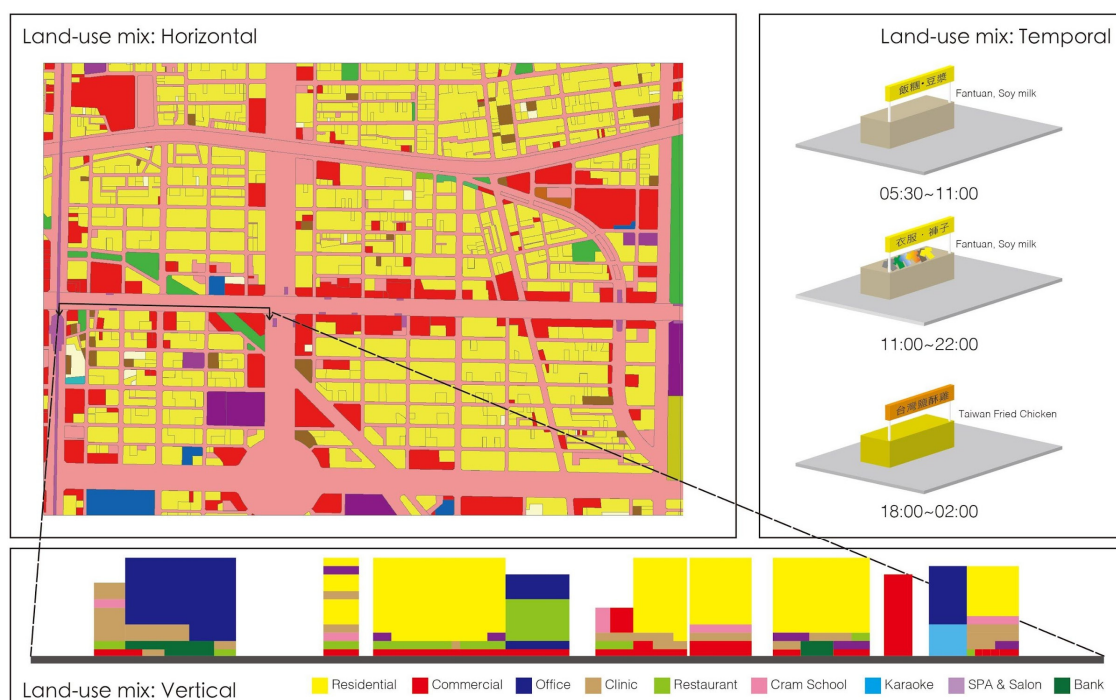 Land-use mix: Horizontal
Land-use mix: Temporal
飯糰・豆漿
Fantuan, Soy milk
05:30~11:00
衣服・褲子
Fantuan, Soy milk
11:00~22:00
台灣鹽酥雞
Taiwan Fried Chicken
18:00~02:00
Land-use mix: Vertical
Residential
Commercial
Office
Clinic
Restaurant
Cram School
Karaoke
SPA & Salon
Bank